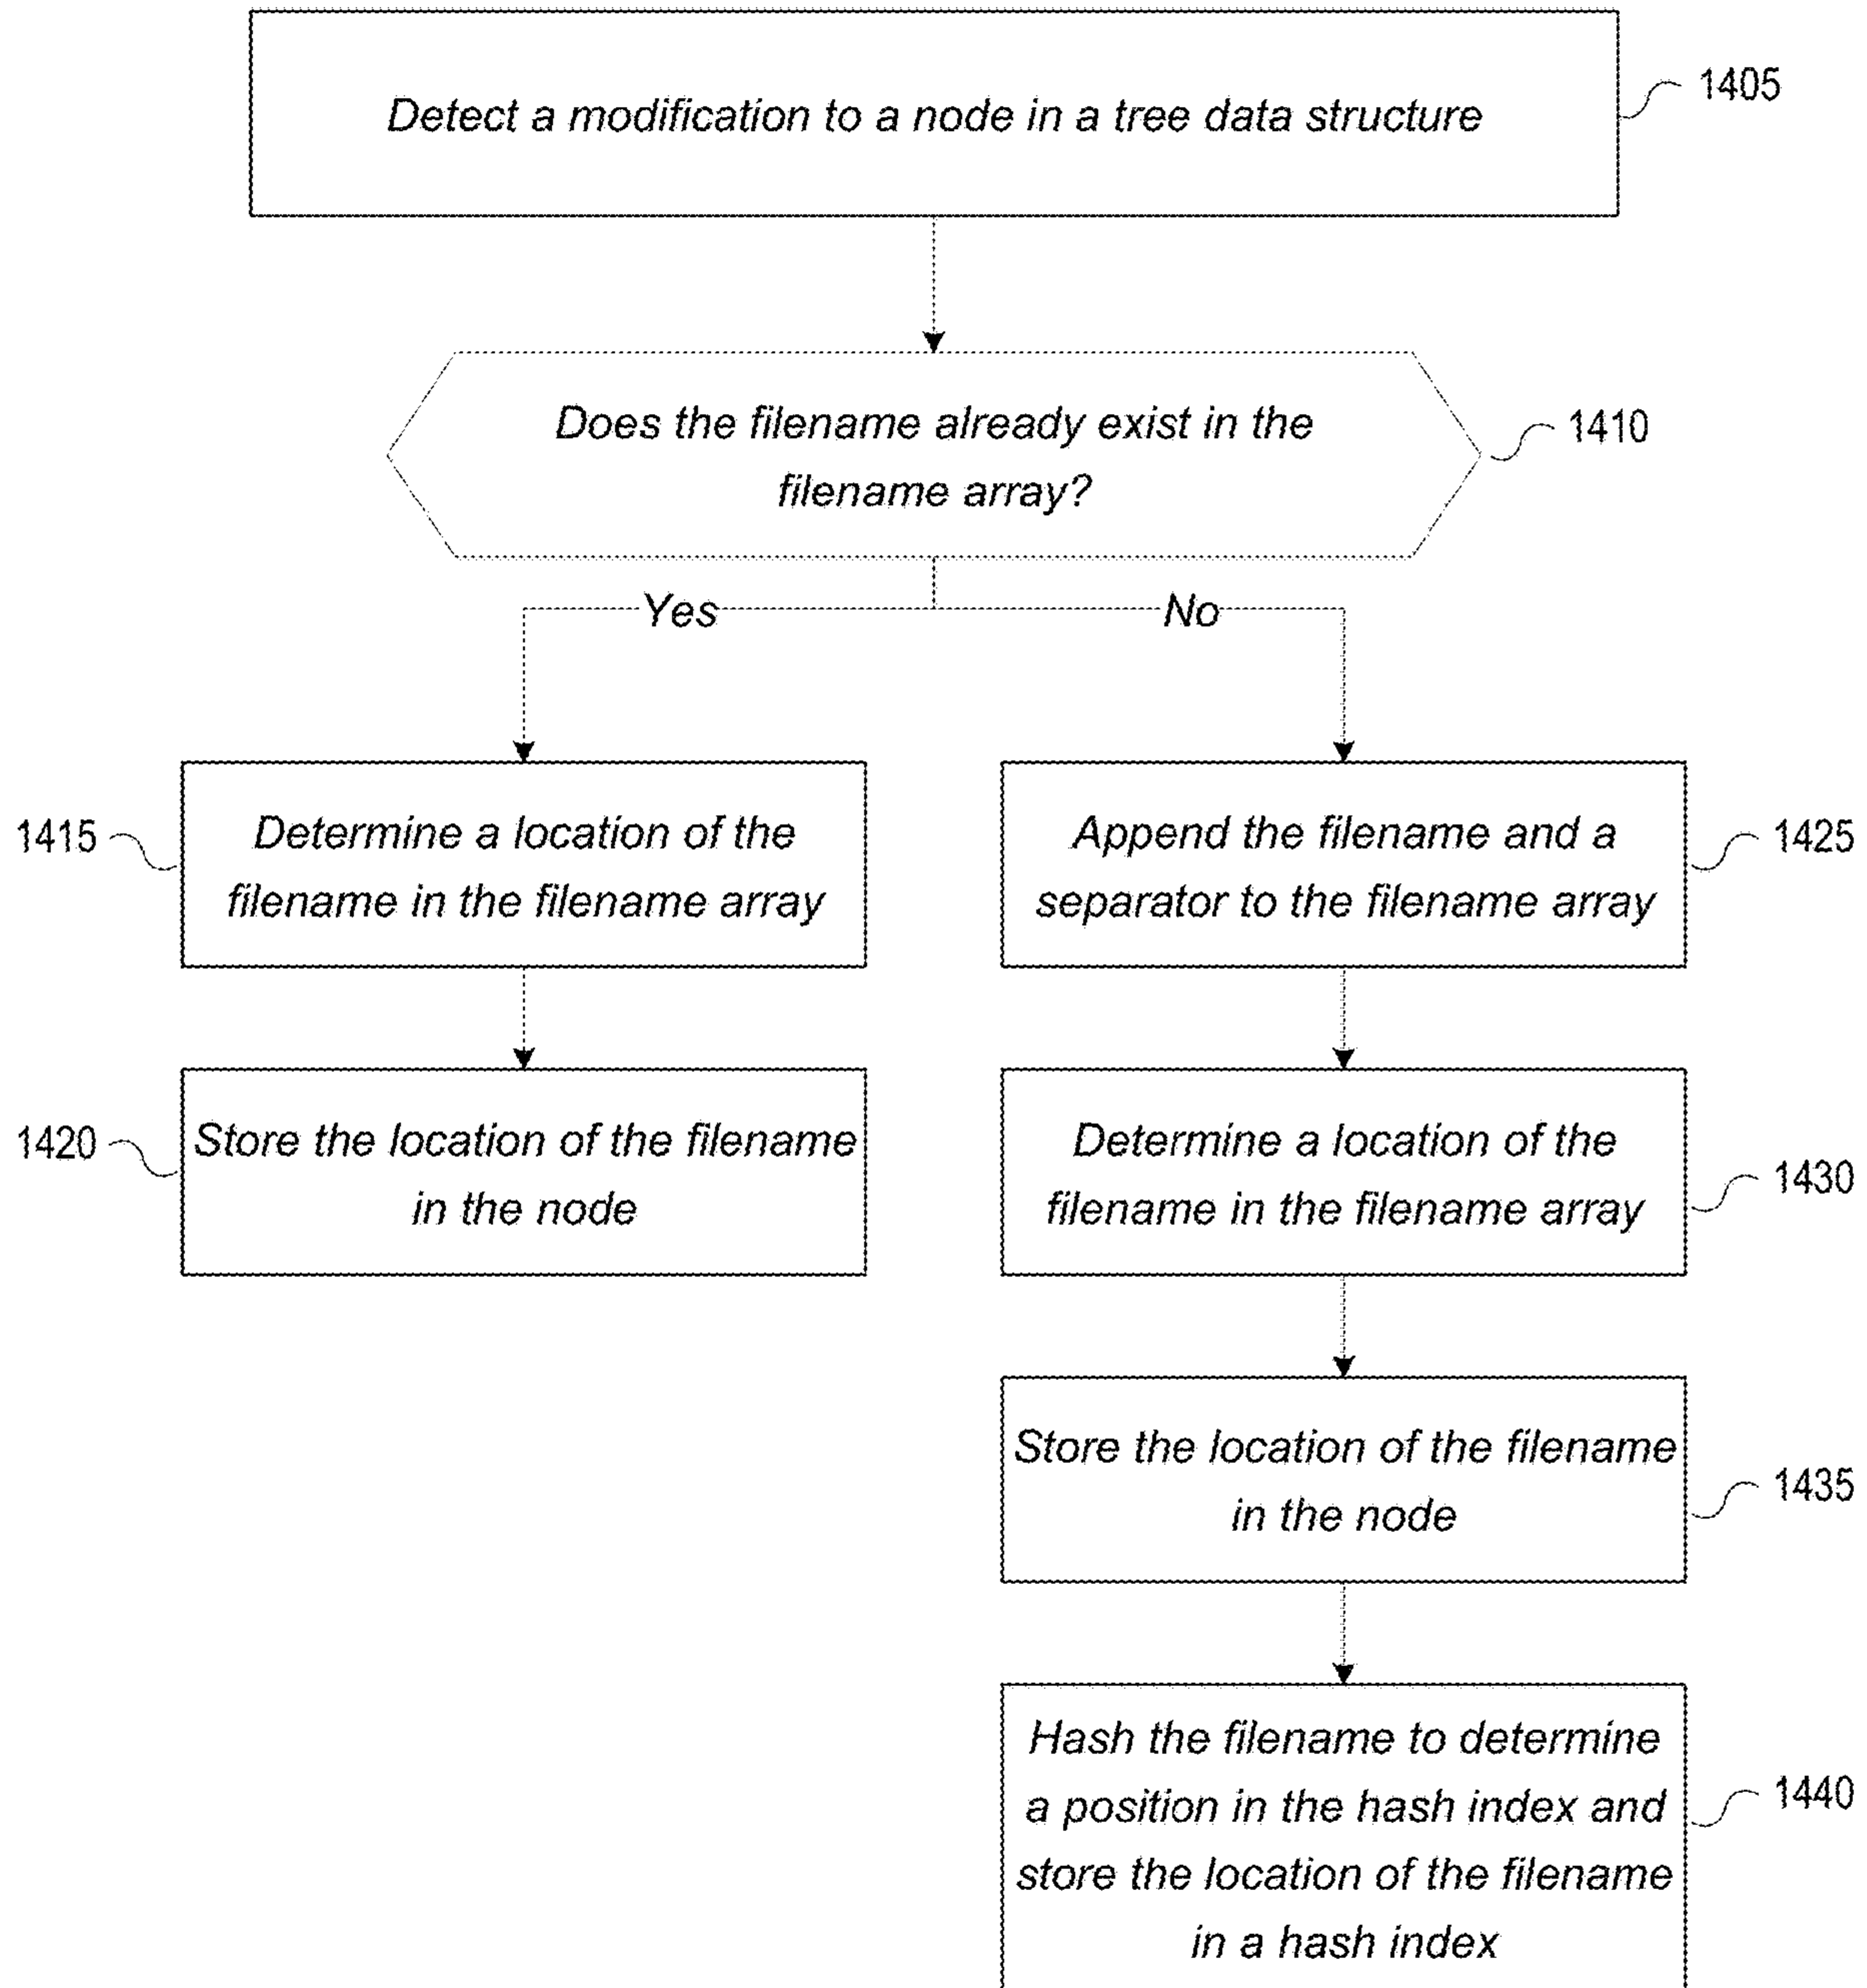 Detect a modification to a node in a tree data structure
1405
Does the filename already exist in the
filename array?
1410
Yes
No
1415
Determine a location of the
filename in the filename array
Append the filename and a
separator to the filename array
1425
1420
Store the location of the filename
in the node
Determine a location of the
filename in the filename array
1430
Store the location of the filename
in the node
1435
Hash the filename to determine
a position in the hash index and
store the location of the filename
in a hash index
1440